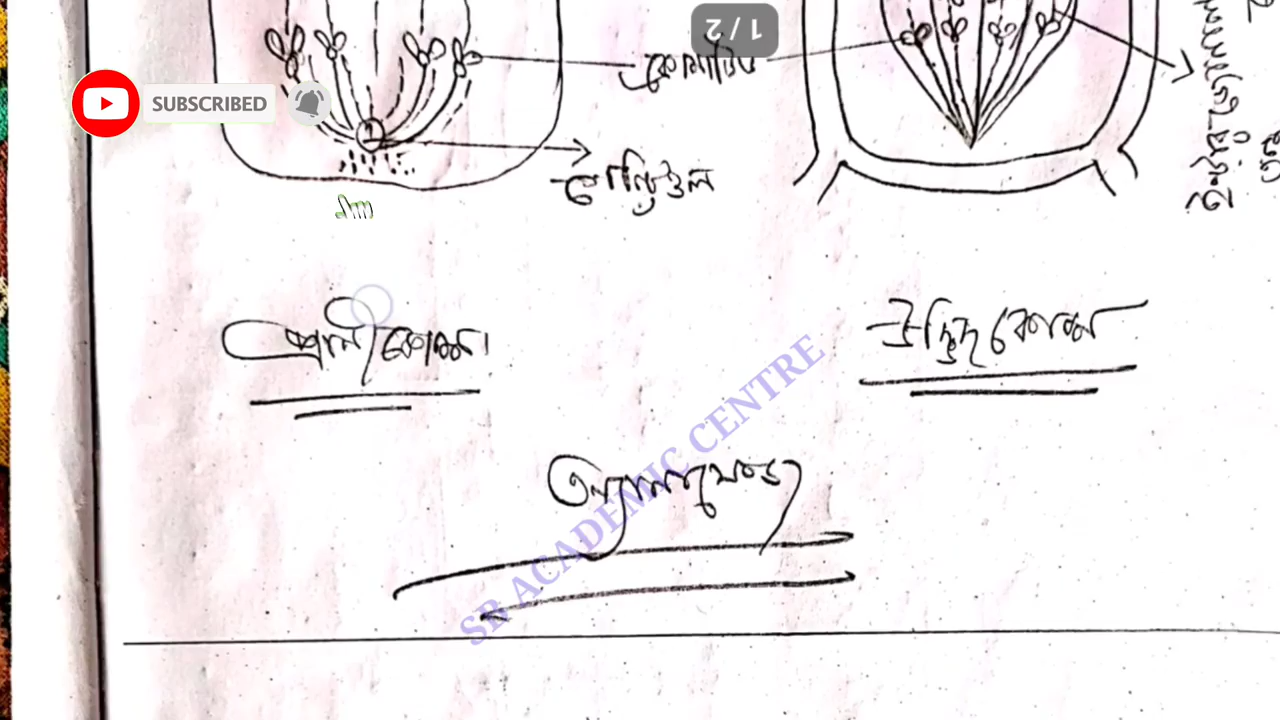 1 / 2
ক্রোমাটিড
SUBSCRIBED
সেন্ট্রিওল
প্রাণীকোষ।
উদ্ভিদকোষ
অ্যানাফেজ
SB ACADEMIC CENTRE